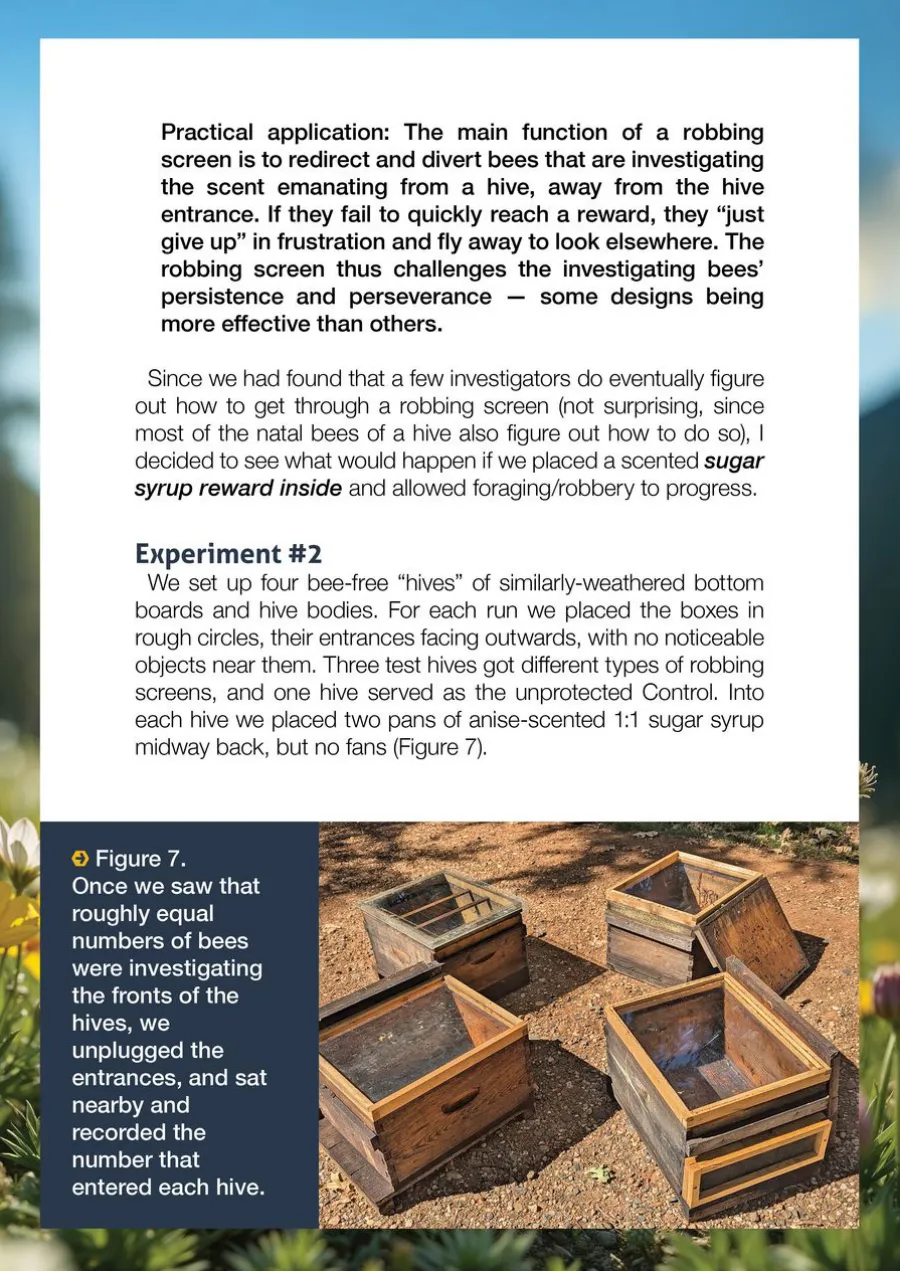 Practical application: The main function of a robbing
screen is to redirect and divert bees that are investigating
the scent emanating from a hive, away from the hive
entrance. If they fail to quickly reach a reward, they “just
give up” in frustration and fly away to look elsewhere. The
robbing screen thus challenges the investigating bees’
persistence and perseverance — some designs being
more effective than others.
Since we had found that a few investigators do eventually figure
out how to get through a robbing screen (not surprising, since
most of the natal bees of a hive also figure out how to do so), I
decided to see what would happen if we placed a scented sugar
syrup reward inside and allowed foraging/robbery to progress.
Experiment #2
We set up four bee-free “hives” of similarly-weathered bottom
boards and hive bodies. For each run we placed the boxes in
rough circles, their entrances facing outwards, with no noticeable
objects near them. Three test hives got different types of robbing
screens, and one hive served as the unprotected Control. Into
each hive we placed two pans of anise-scented 1:1 sugar syrup
midway back, but no fans (Figure 7).
Figure 7.
Once we saw that
roughly equal
numbers of bees
were investigating
the fronts of the
hives, we
unplugged the
entrances, and sat
nearby and
recorded the
number that
entered each hive.